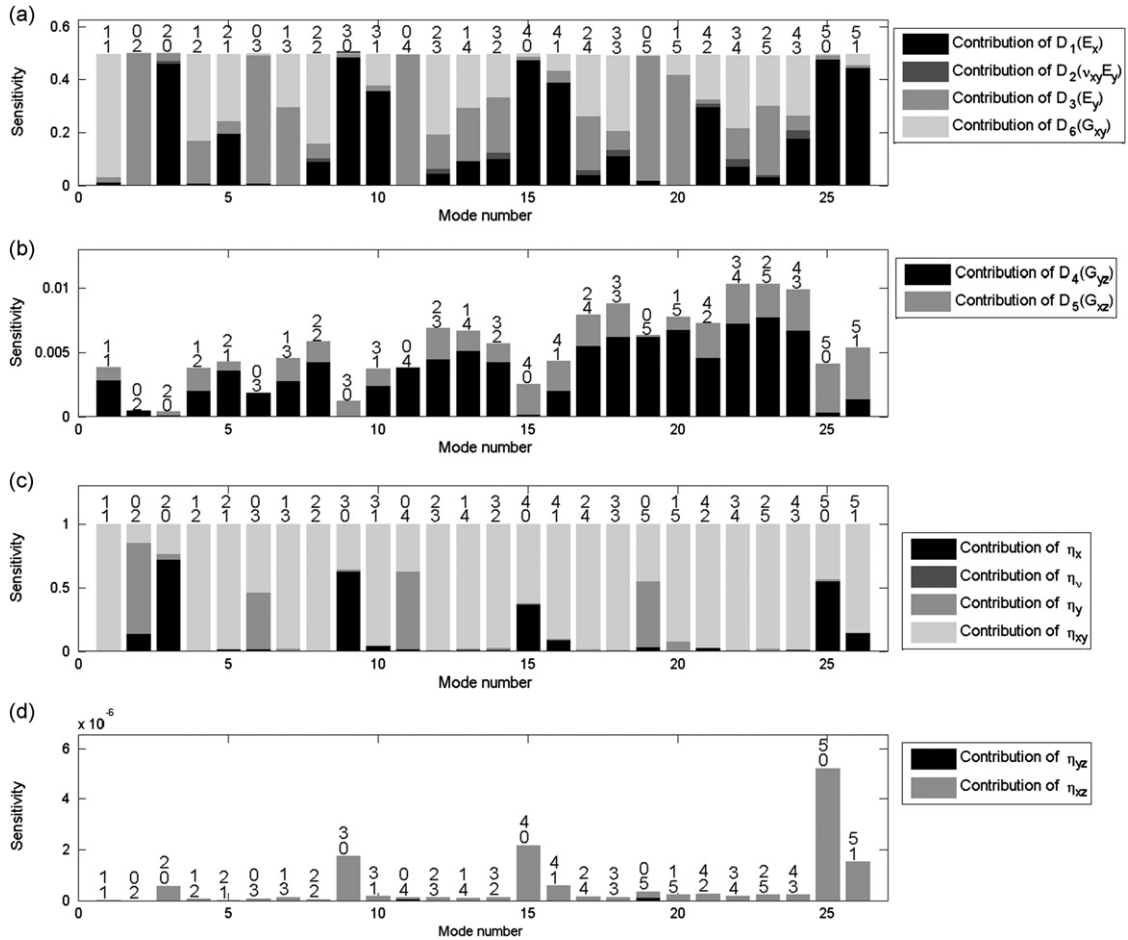 (a)
0.6
0.4
0.2
0
Sensitivity
1 0 2 1 2 0 1 2 3 3 0 2 1 3 4 4 2 3 0 1 4 3 2 4 5 5
1 2 0 2 1 3 3 2 0 1 4 3 4 2 0 1 4 3 5 5 2 4 5 3 0 1
0 5 10 15 20 25
Mode number
Contribution of D1(Ex)
Contribution of D2(νxyEy)
Contribution of D3(Ey)
Contribution of D6(Gxy)
(b)
0.01
0.005
0
Sensitivity
1 0 2 1 2 0 1 2 3 3 0 2 1 3 4 4 2 3 0 1 4 3 2 4 5 5
1 2 0 2 1 3 3 2 0 1 4 3 4 2 0 1 4 3 5 5 2 4 5 3 0 1
0 5 10 15 20 25
Mode number
Contribution of D4(Gyz)
Contribution of D5(Gxz)
(c)
1
0.5
0
Sensitivity
1 0 2 1 2 0 1 2 3 3 0 2 1 3 4 4 2 3 0 1 4 3 2 4 5 5
1 2 0 2 1 3 3 2 0 1 4 3 4 2 0 1 4 3 5 5 2 4 5 3 0 1
0 5 10 15 20 25
Mode number
Contribution of ηx
Contribution of ην
Contribution of ηy
Contribution of ηxy
(d)
x 10-6
6
4
2
0
Sensitivity
1 0 2 1 2 0 1 2 3 3 0 2 1 3 4 4 2 3 0 1 4 3 2 4 5 5
1 2 0 2 1 3 3 2 0 1 4 3 4 2 0 1 4 3 5 5 2 4 5 3 0 1
0 5 10 15 20 25
Mode number
Contribution of ηyz
Contribution of ηxz